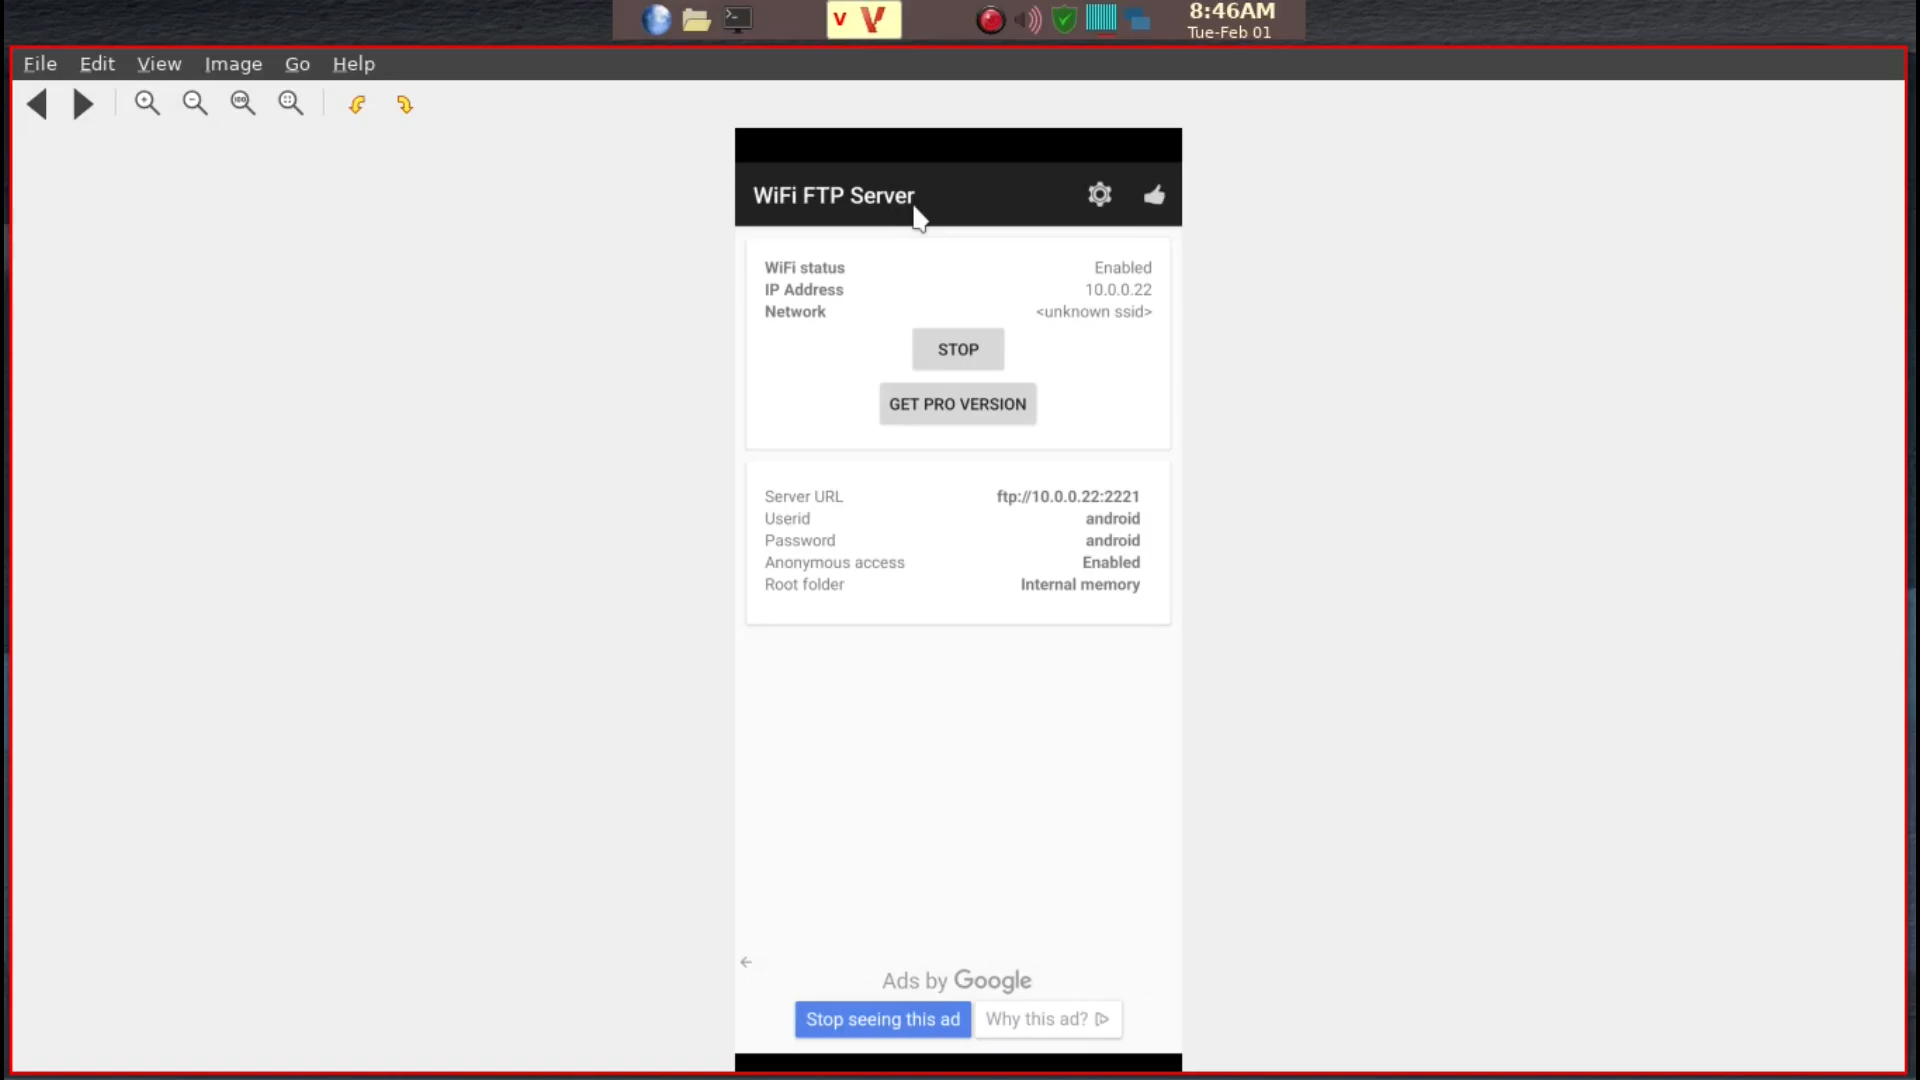 V
8:46AM
Tue-Feb 01
File Edit View Image Go Help
100
WiFi FTP Server
WiFi status Enabled
IP Address 10.0.0.22
Network <unknown ssid>
STOP
GET PRO VERSION
Server URL ftp://10.0.0.22:2221
Userid android
Password android
Anonymous access Enabled
Root folder Internal memory
Ads by Google
Stop seeing this ad Why this ad?